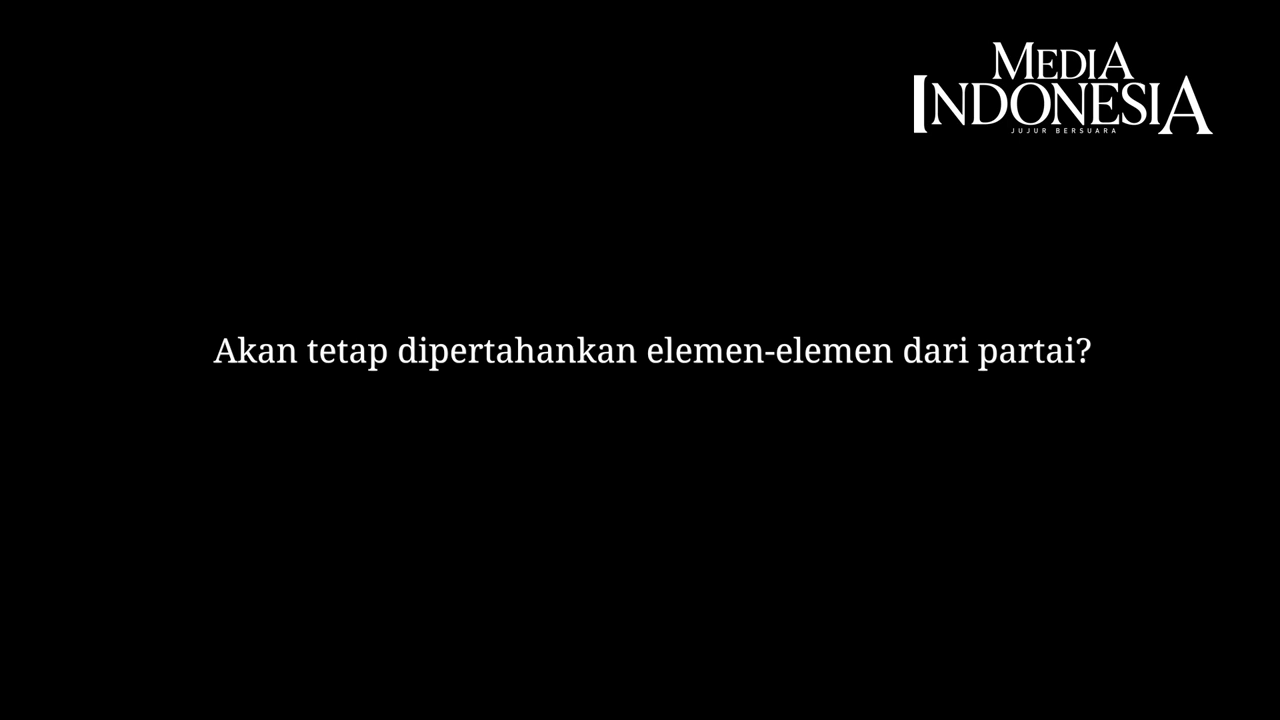 MEDIA
INDONESIA
JUJUR BERSUARA
Akan tetap dipertahankan elemen-elemen dari partai?